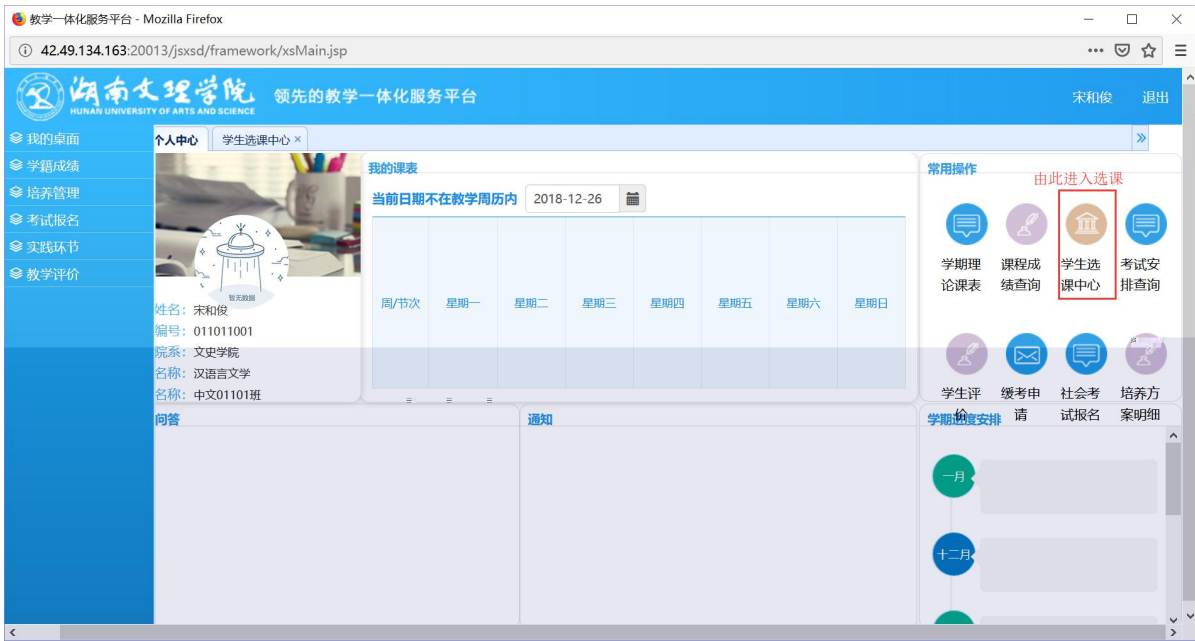 教学一体化服务平台 - Mozilla Firefox
42.49.134.163:20013/jsxsd/framework/xsMain.jsp
湖南文理学院
HUNAN UNIVERSITY OF ARTS AND SCIENCE
领先的教学一体化服务平台
宋和俊 退出
我的桌面
学籍成绩
培养管理
考试报名
实践环节
教学评价
个人中心 学生选课中心 ×
暂无数据
姓名：宋和俊
编号：011011001
院系：文史学院
名称：汉语言文学
名称：中文01101班
我的课表
当前日期不在教学周历内 2018-12-26
周/节次 星期一 星期二 星期三 星期四 星期五 星期六 星期日
常用操作
由此进入选课
学期理论课表
课程成绩查询
学生选课中心
考试安排查询
学生评价
缓考申请
社会考试报名
培养方案明细
问答
通知
学期进度安排
一月
十二月